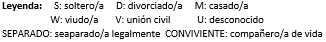 Leyenda: S: soltero/a D: divorciado/a M: casado/a
W: viudo/a V: unión civil U: desconocido
SEPARADO: seaparado/a legalmente CONVIVIENTE: compañero/a de vida